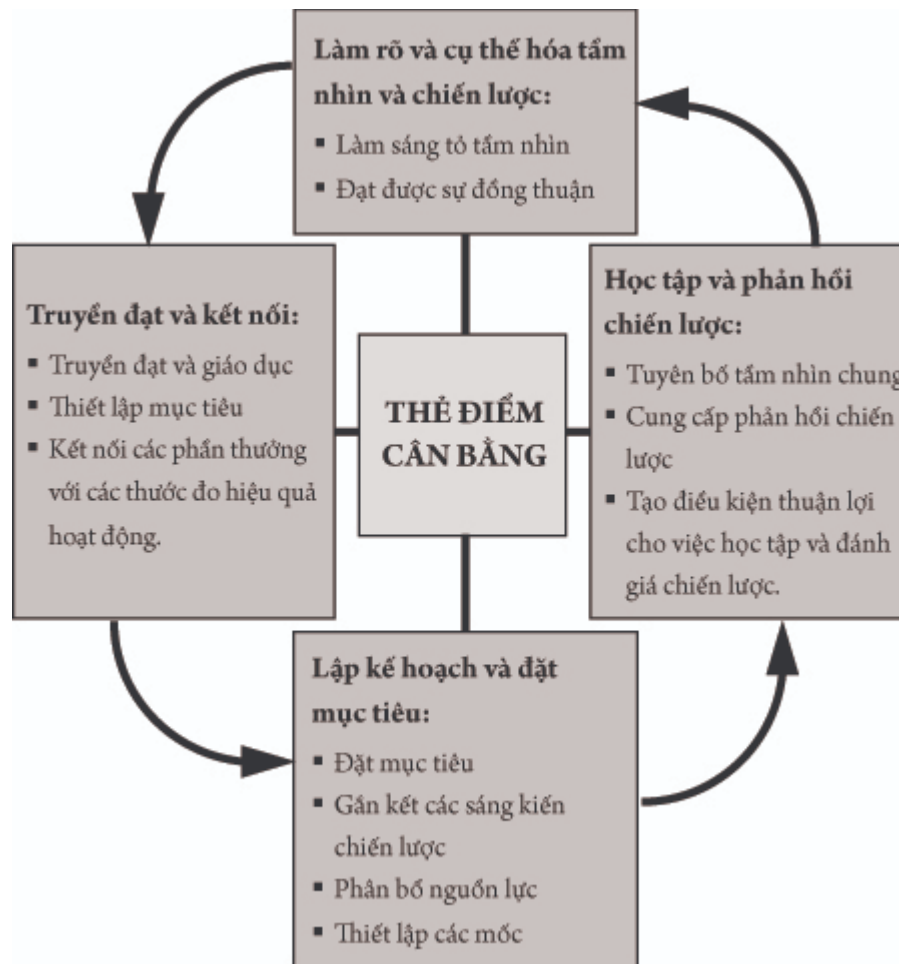 Làm rõ và cụ thể hóa tầm
nhìn và chiến lược:
▪ Làm sáng tỏ tầm nhìn
▪ Đạt được sự đồng thuận
Truyền đạt và kết nối:
▪ Truyền đạt và giáo dục
▪ Thiết lập mục tiêu
▪ Kết nối các phần thưởng
với các thước đo hiệu quả
hoạt động.
THẺ ĐIỂM
CÂN BẰNG
Học tập và phản hồi
chiến lược:
▪ Tuyên bố tầm nhìn chung
▪ Cung cấp phản hồi chiến
lược
▪ Tạo điều kiện thuận lợi
cho việc học tập và đánh
giá chiến lược.
Lập kế hoạch và đặt
mục tiêu:
▪ Đặt mục tiêu
▪ Gắn kết các sáng kiến
chiến lược
▪ Phân bổ nguồn lực
▪ Thiết lập các mốc